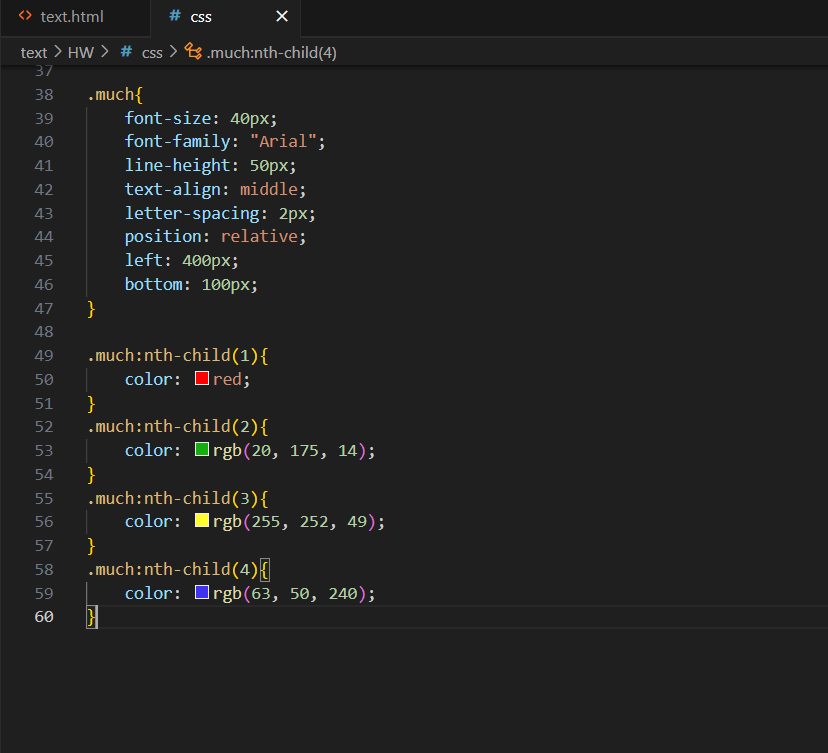 <> text.html # css ×
text > HW > # css > .much:nth-child(4)
37
38 .much{
39 font-size: 40px;
40 font-family: "Arial";
41 line-height: 50px;
42 text-align: middle;
43 letter-spacing: 2px;
44 position: relative;
45 left: 400px;
46 bottom: 100px;
47 }
48
49 .much:nth-child(1){
50 color: red;
51 }
52 .much:nth-child(2){
53 color: rgb(20, 175, 14);
54 }
55 .much:nth-child(3){
56 color: rgb(255, 252, 49);
57 }
58 .much:nth-child(4){
59 color: rgb(63, 50, 240);
60 }